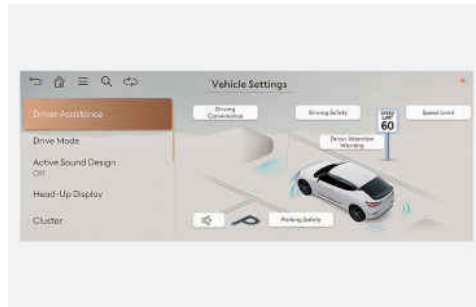 Vehicle Settings
Driver Assistance
Drive Mode
Active Sound Design
Off
Head-Up Display
Cluster
Driving
Convenience
Driving Safety
SPEED
LIMIT
60
Speed Limit
Driver Attention
Warning
Parking Safety